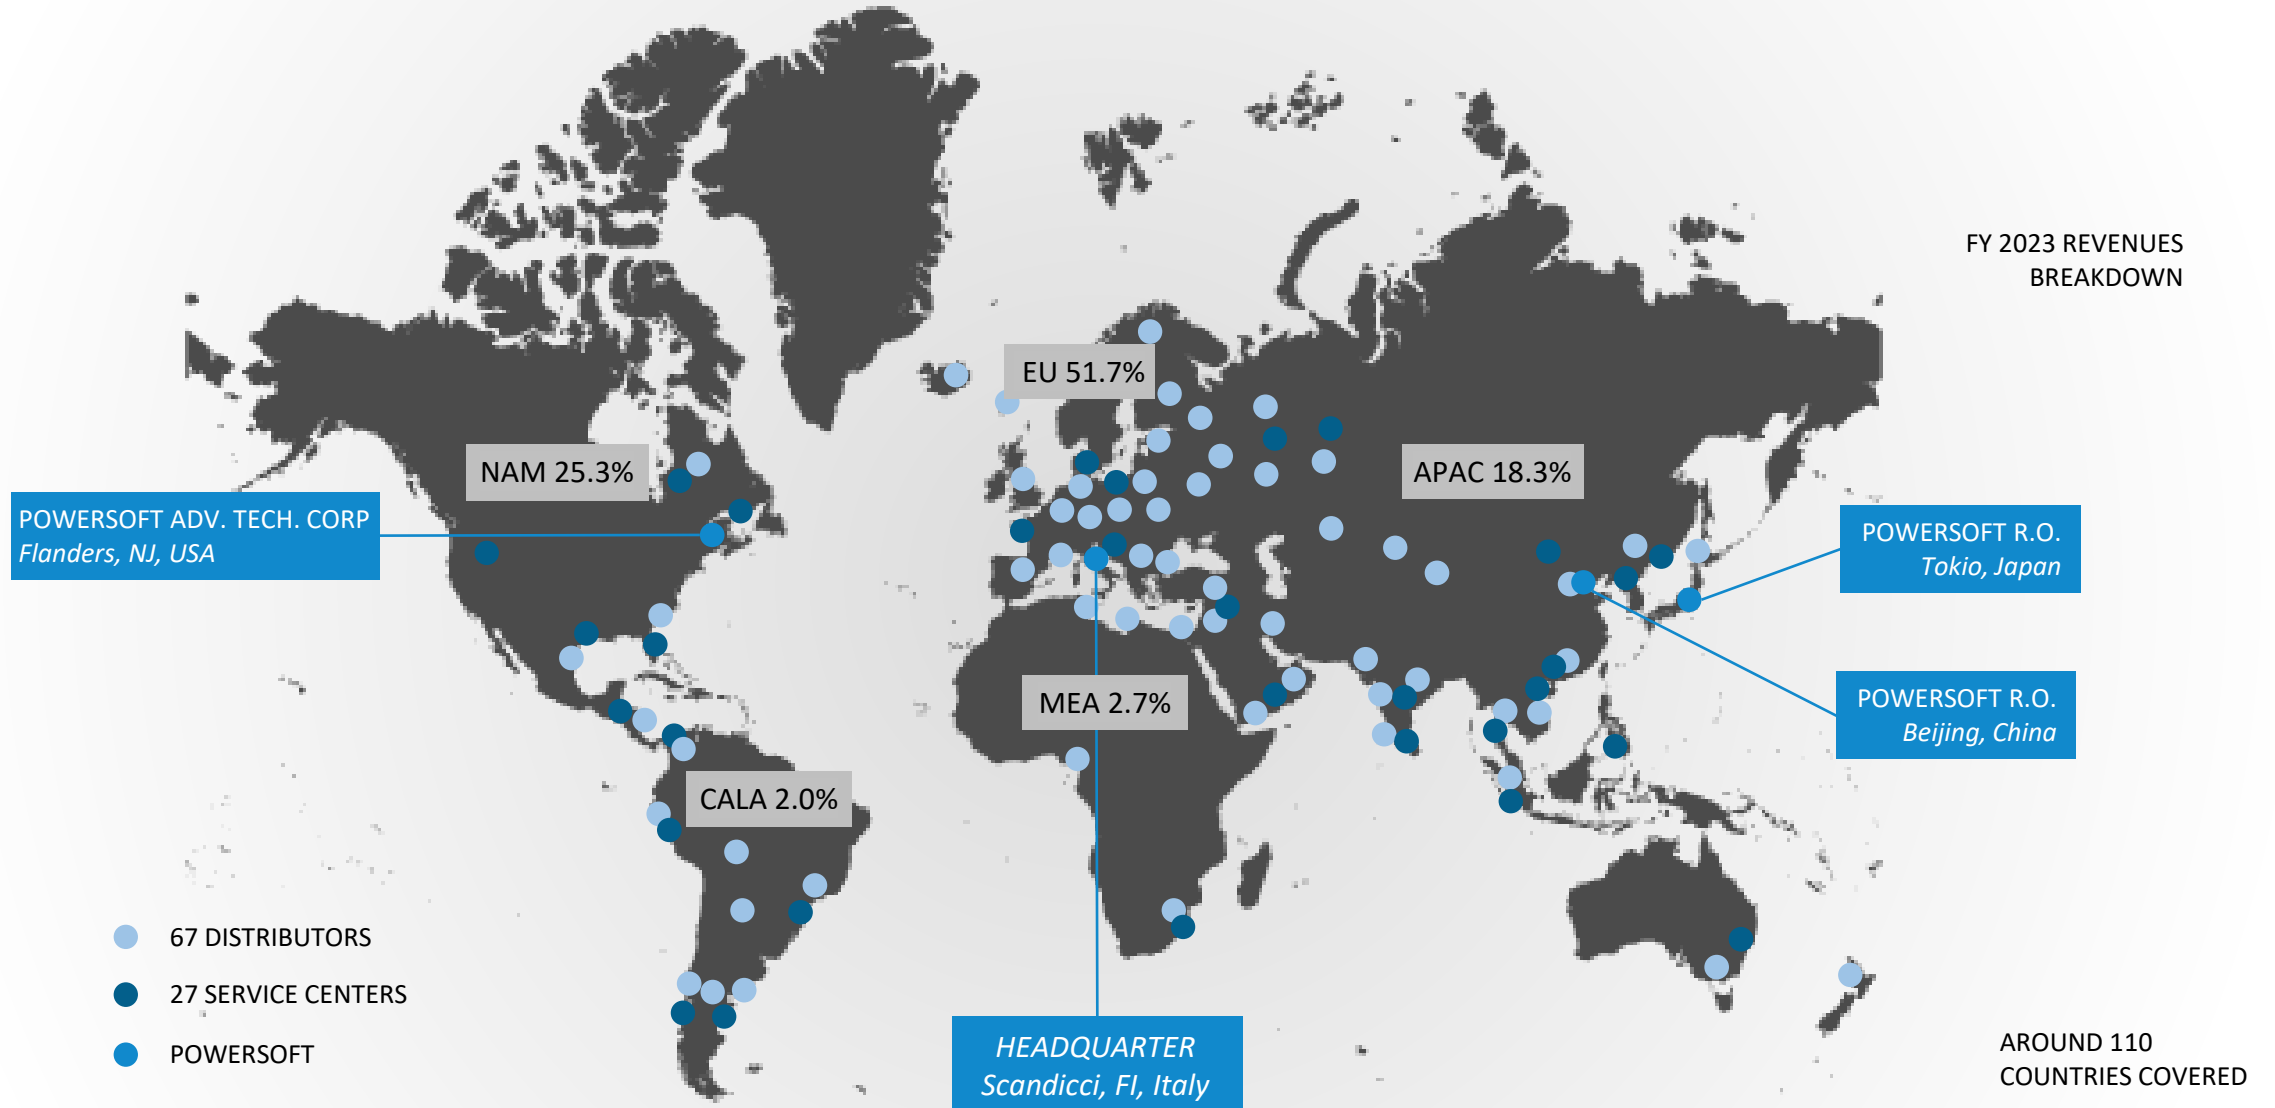 FY 2023 REVENUES
BREAKDOWN
EU 51.7%
NAM 25.3%
APAC 18.3%
POWERSOFT ADV. TECH. CORP
Flanders, NJ, USA
POWERSOFT R.O.
Tokio, Japan
MEA 2.7%
POWERSOFT R.O.
Beijing, China
CALA 2.0%
67 DISTRIBUTORS
27 SERVICE CENTERS
POWERSOFT
HEADQUARTER
Scandicci, FI, Italy
AROUND 110
COUNTRIES COVERED